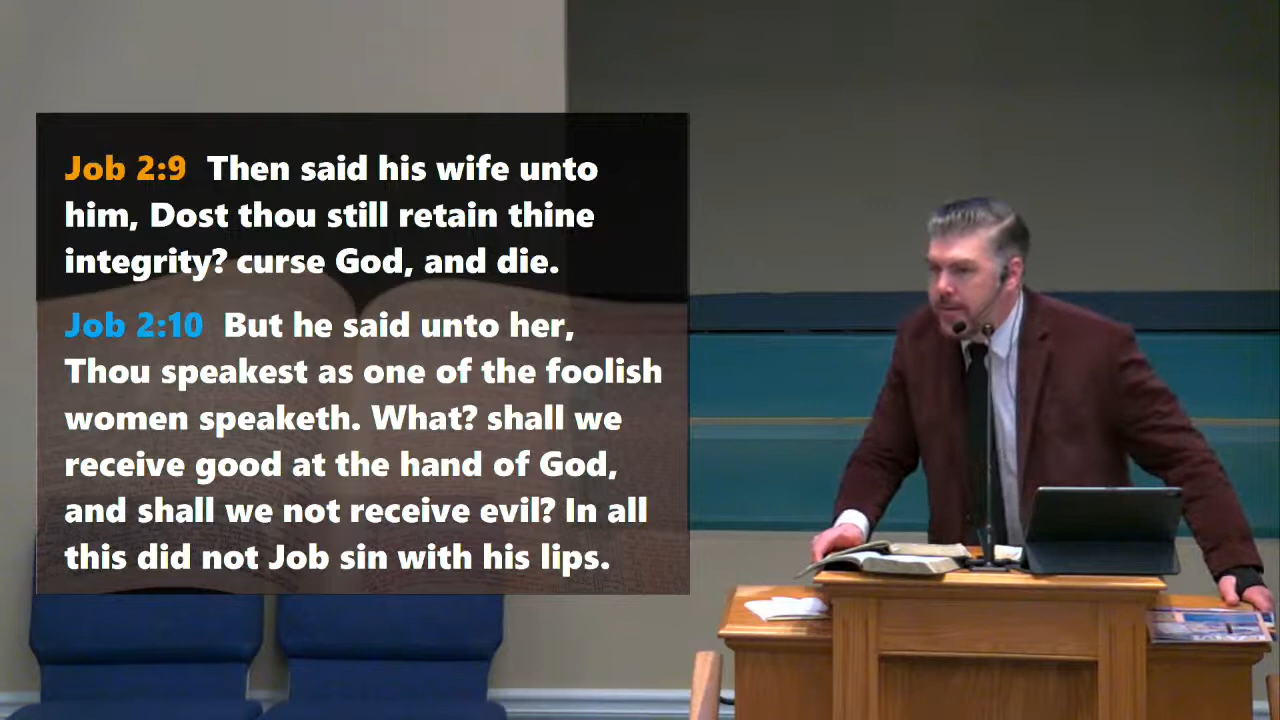 Job 2:9 Then said his wife unto
him, Dost thou still retain thine
integrity? curse God, and die.
Job 2:10 But he said unto her,
Thou speakest as one of the foolish
women speaketh. What? shall we
receive good at the hand of God,
and shall we not receive evil? In all
this did not Job sin with his lips.